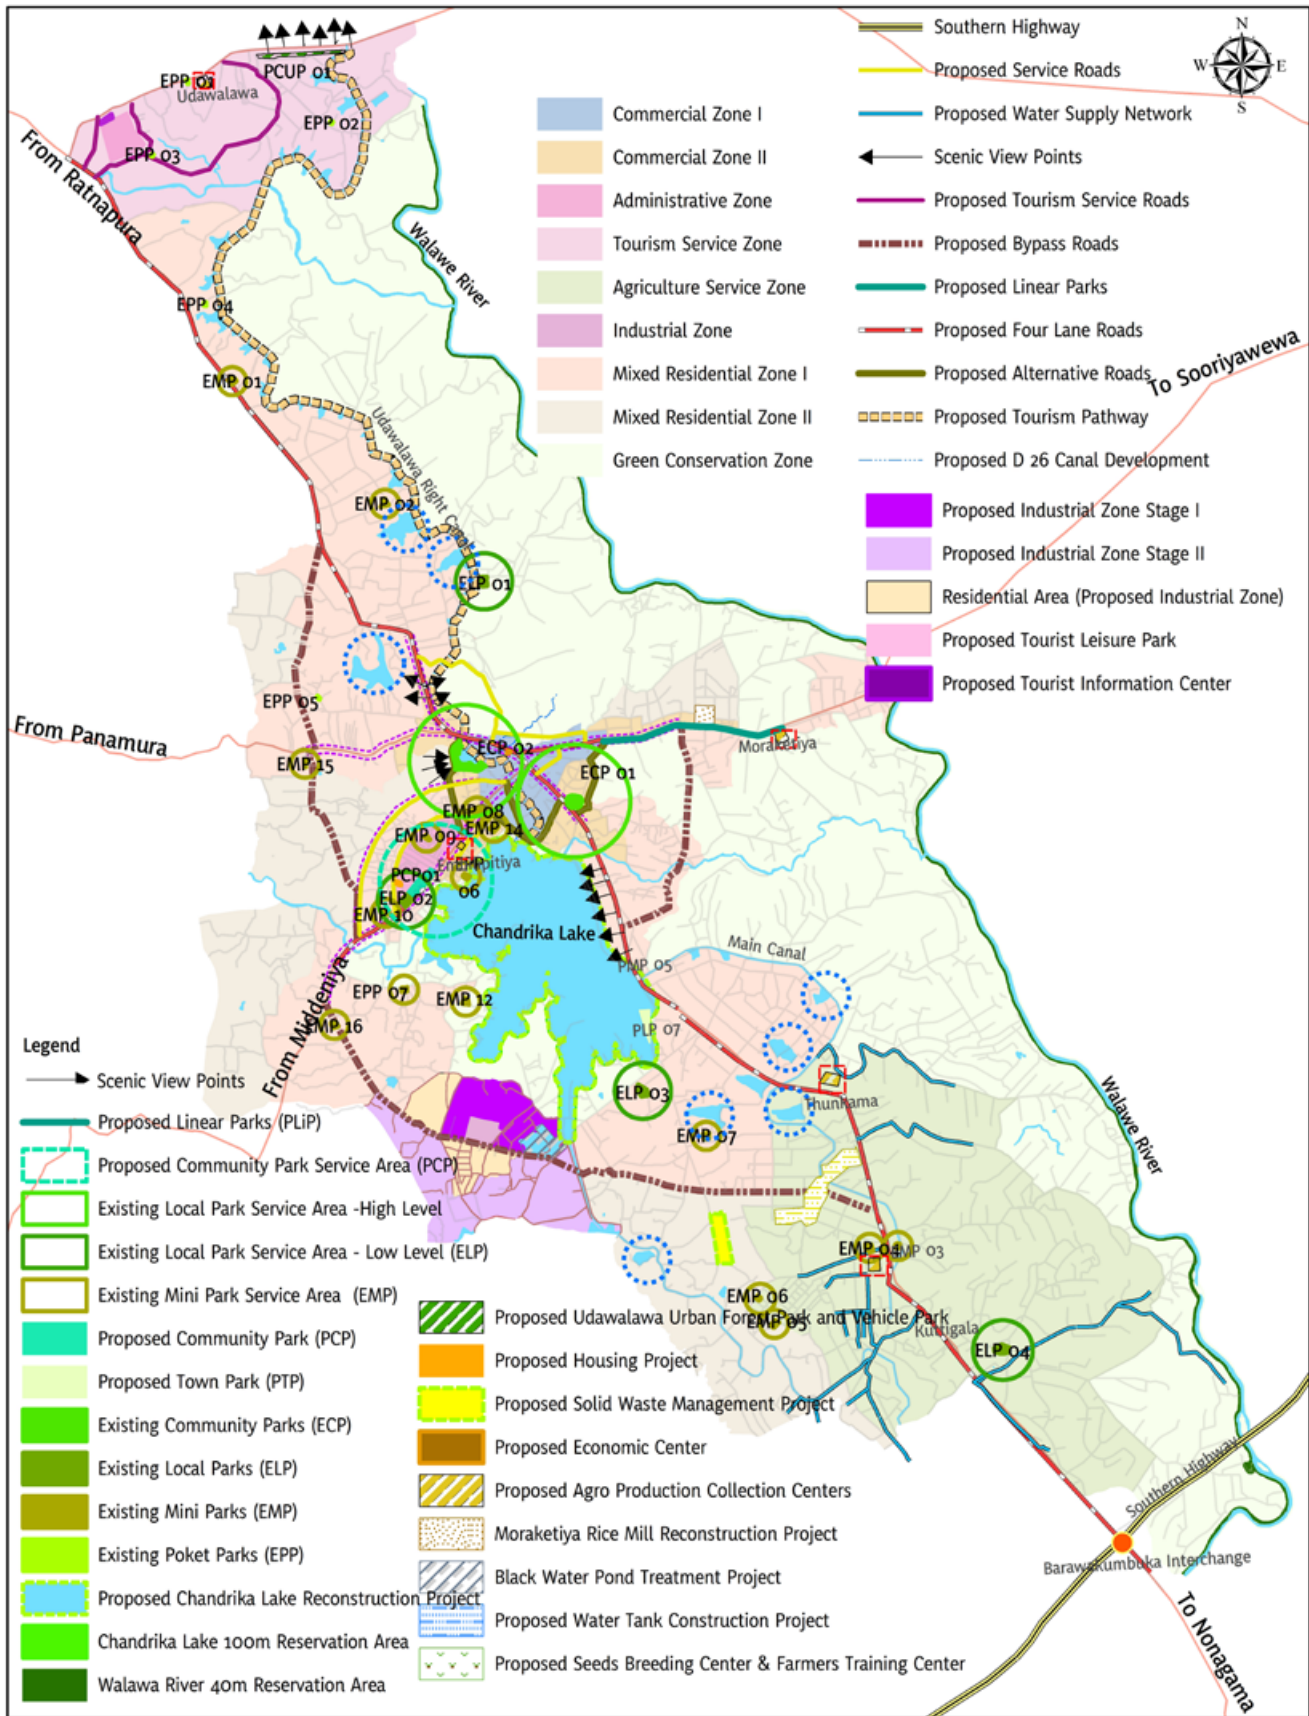 Southern Highway
Proposed Service Roads
Proposed Water Supply Network
Scenic View Points
Proposed Tourism Service Roads
Proposed Bypass Roads
Proposed Linear Parks
Proposed Four Lane Roads
Proposed Alternative Roads
Proposed Tourism Pathway
Proposed D 26 Canal Development
N
W
E
S
Commercial Zone I
Commercial Zone II
Administrative Zone
Tourism Service Zone
Agriculture Service Zone
Industrial Zone
Mixed Residential Zone I
Mixed Residential Zone II
Green Conservation Zone
Proposed Industrial Zone Stage I
Proposed Industrial Zone Stage II
Residential Area (Proposed Industrial Zone)
Proposed Tourist Leisure Park
Proposed Tourist Information Center
PCUP 01
EPP
Udawalawa
EPP 02
EPP 03
From Ratnapura
Walawe River
EPP 04
EMP 01
To Sooriyawewa
Udawalawa Right Canal
EMP 02
ELP 01
EPP 05
From Panamura
EMP 15
ECP 02
Moraketiya
ECP 01
EMP 08
EMP 14
EMP 09
PCP01
06
ELP 02
EMP 10
Chandrika Lake
Main Canal
PMP 05
EPP 07
EMP 12
EMP 16
From Middeniya
PLP 07
ELP 03
Thunkama
EMP 07
Walawe River
EMP 04
EMP 03
EMP 06
EMP 05
Kuttigala
ELP 04
Southern Highway
Barawakumbuka Interchange
To Nonagama
Legend
Scenic View Points
Proposed Linear Parks (PLiP)
Proposed Community Park Service Area (PCP)
Existing Local Park Service Area -High Level
Existing Local Park Service Area - Low Level (ELP)
Existing Mini Park Service Area (EMP)
Proposed Community Park (PCP)
Proposed Town Park (PTP)
Existing Community Parks (ECP)
Existing Local Parks (ELP)
Existing Mini Parks (EMP)
Existing Poket Parks (EPP)
Proposed Chandrika Lake Reconstruction Project
Chandrika Lake 100m Reservation Area
Walawa River 40m Reservation Area
Proposed Udawalawa Urban Forest Park and Vehicle Park
Proposed Housing Project
Proposed Solid Waste Management Project
Proposed Economic Center
Proposed Agro Production Collection Centers
Moraketiya Rice Mill Reconstruction Project
Black Water Pond Treatment Project
Proposed Water Tank Construction Project
Proposed Seeds Breeding Center & Farmers Training Center